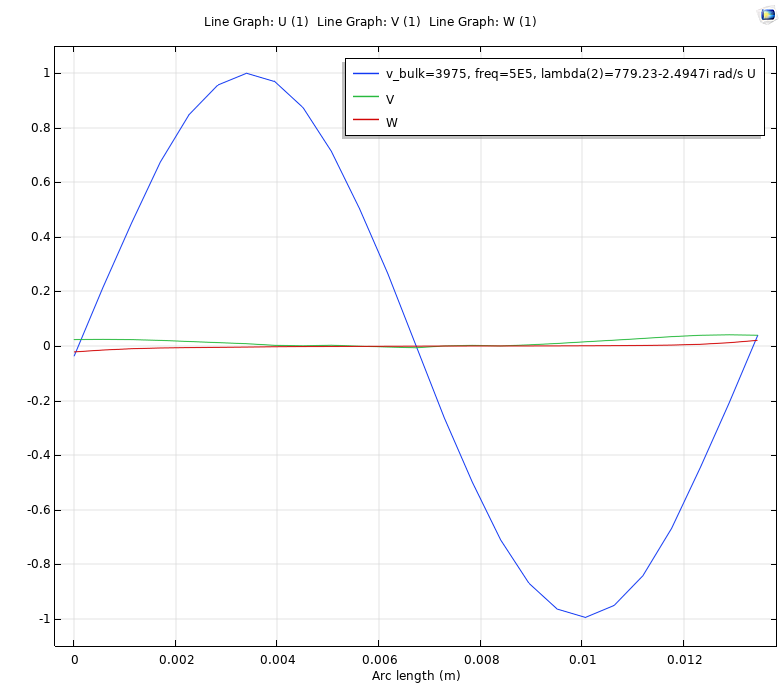 Line Graph: U (1)  Line Graph: V (1)  Line Graph: W (1)
v_bulk=3975, freq=5E5, lambda(2)=779.23-2.4947i rad/s U
V
W
1
0.8
0.6
0.4
0.2
0
-0.2
-0.4
-0.6
-0.8
-1
0 0.002 0.004 0.006 0.008 0.01 0.012
Arc length (m)